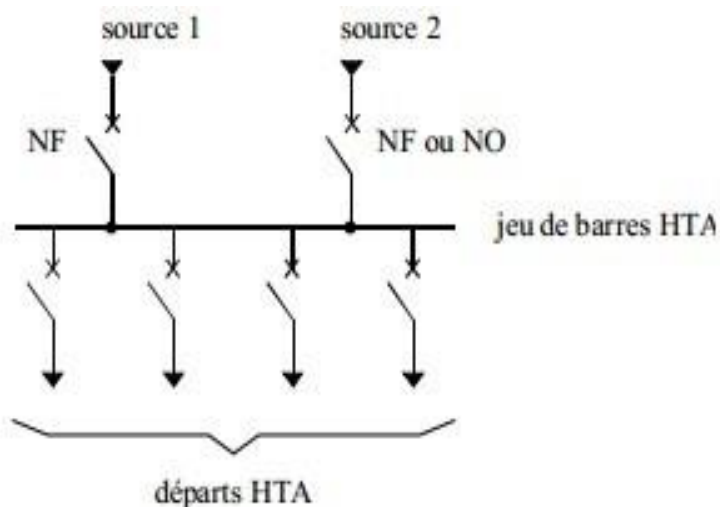 source 1
source 2
NF
NF ou NO
jeu de barres HTA
départs HTA